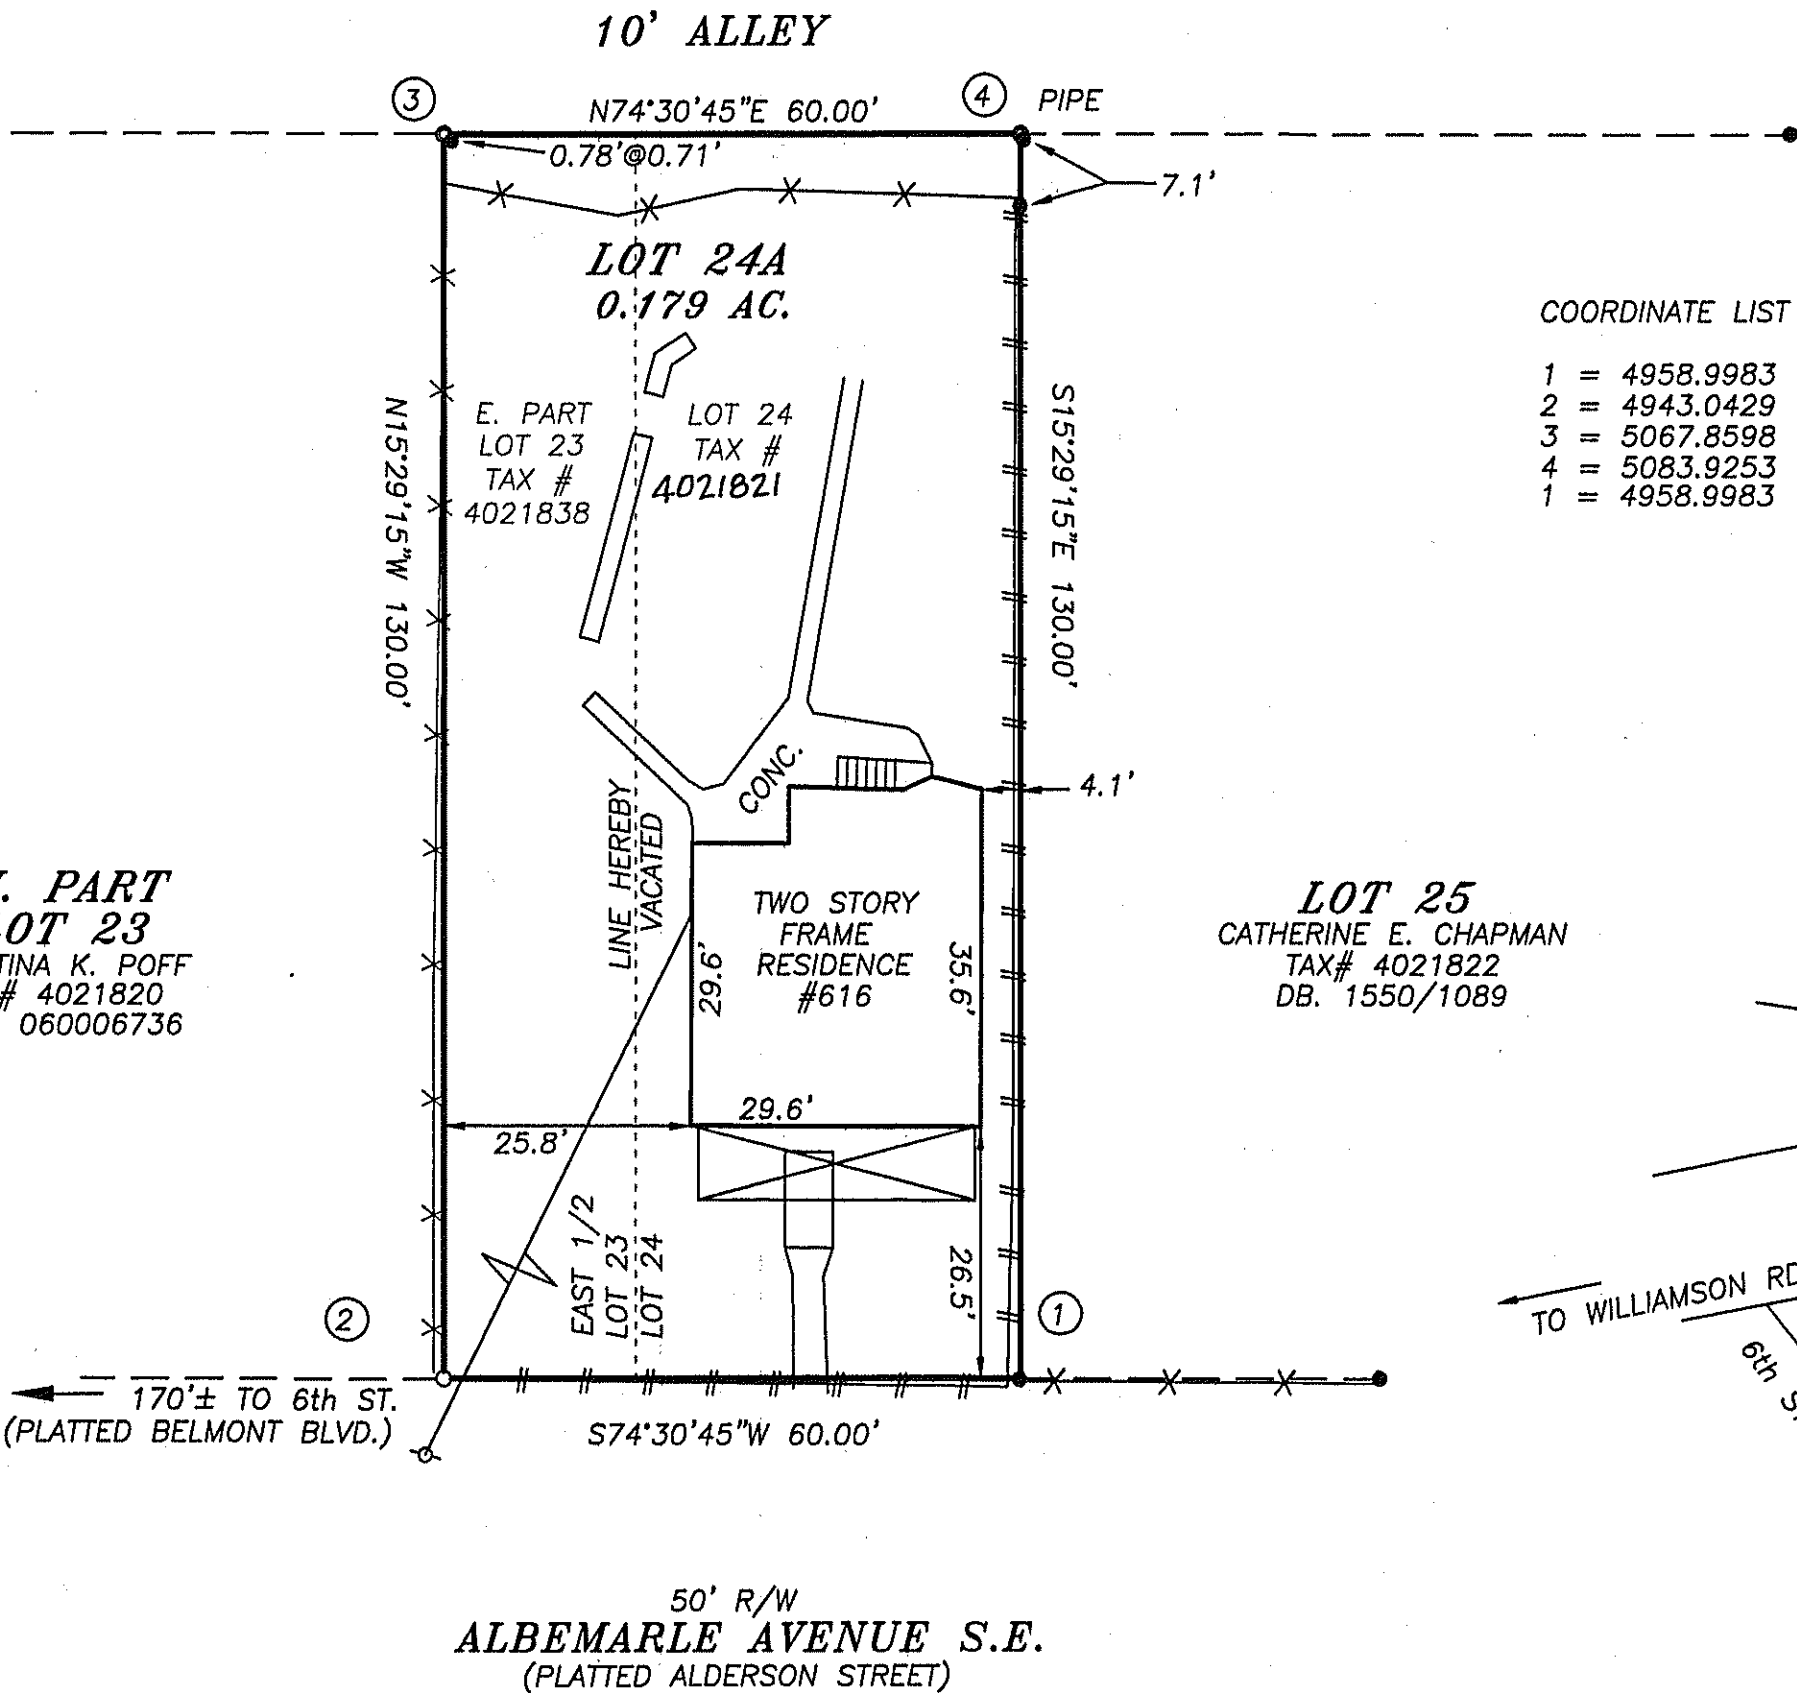 10' ALLEY
3
N74°30'45"E 60.00'
4
PIPE
0.78'@0.71'
7.1'
LOT 24A
0.179 AC.
COORDINATE LIST
1 = 4958.9983
2 = 4943.0429
3 = 5067.8598
4 = 5083.9253
1 = 4958.9983
N15°29'15"W 130.00'
E. PART
LOT 23
TAX #
4021838
LOT 24
TAX #
4021821
S15°29'15"E 130.00'
CONC.
4.1'
LINE HEREBY
VACATED
PART
LOT 23
K. POFF
# 4021820
060006736
TWO STORY
FRAME
RESIDENCE
#616
29.6'
35.6'
LOT 25
CATHERINE E. CHAPMAN
TAX# 4021822
DB. 1550/1089
29.6'
25.8'
EAST 1/2
LOT 23
LOT 24
26.5'
2
1
TO WILLIAMSON RD
6th
170'± TO 6th ST.
(PLATTED BELMONT BLVD.)
S74°30'45"W 60.00'
50' R/W
ALBEMARLE AVENUE S.E.
(PLATTED ALDERSON STREET)